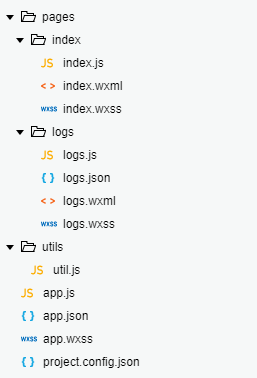 pages
index
JS index.js
< > index.wxml
wxss index.wxss
logs
JS logs.js
{ } logs.json
< > logs.wxml
wxss logs.wxss
utils
JS util.js
JS app.js
{ } app.json
wxss app.wxss
{ } project.config.json